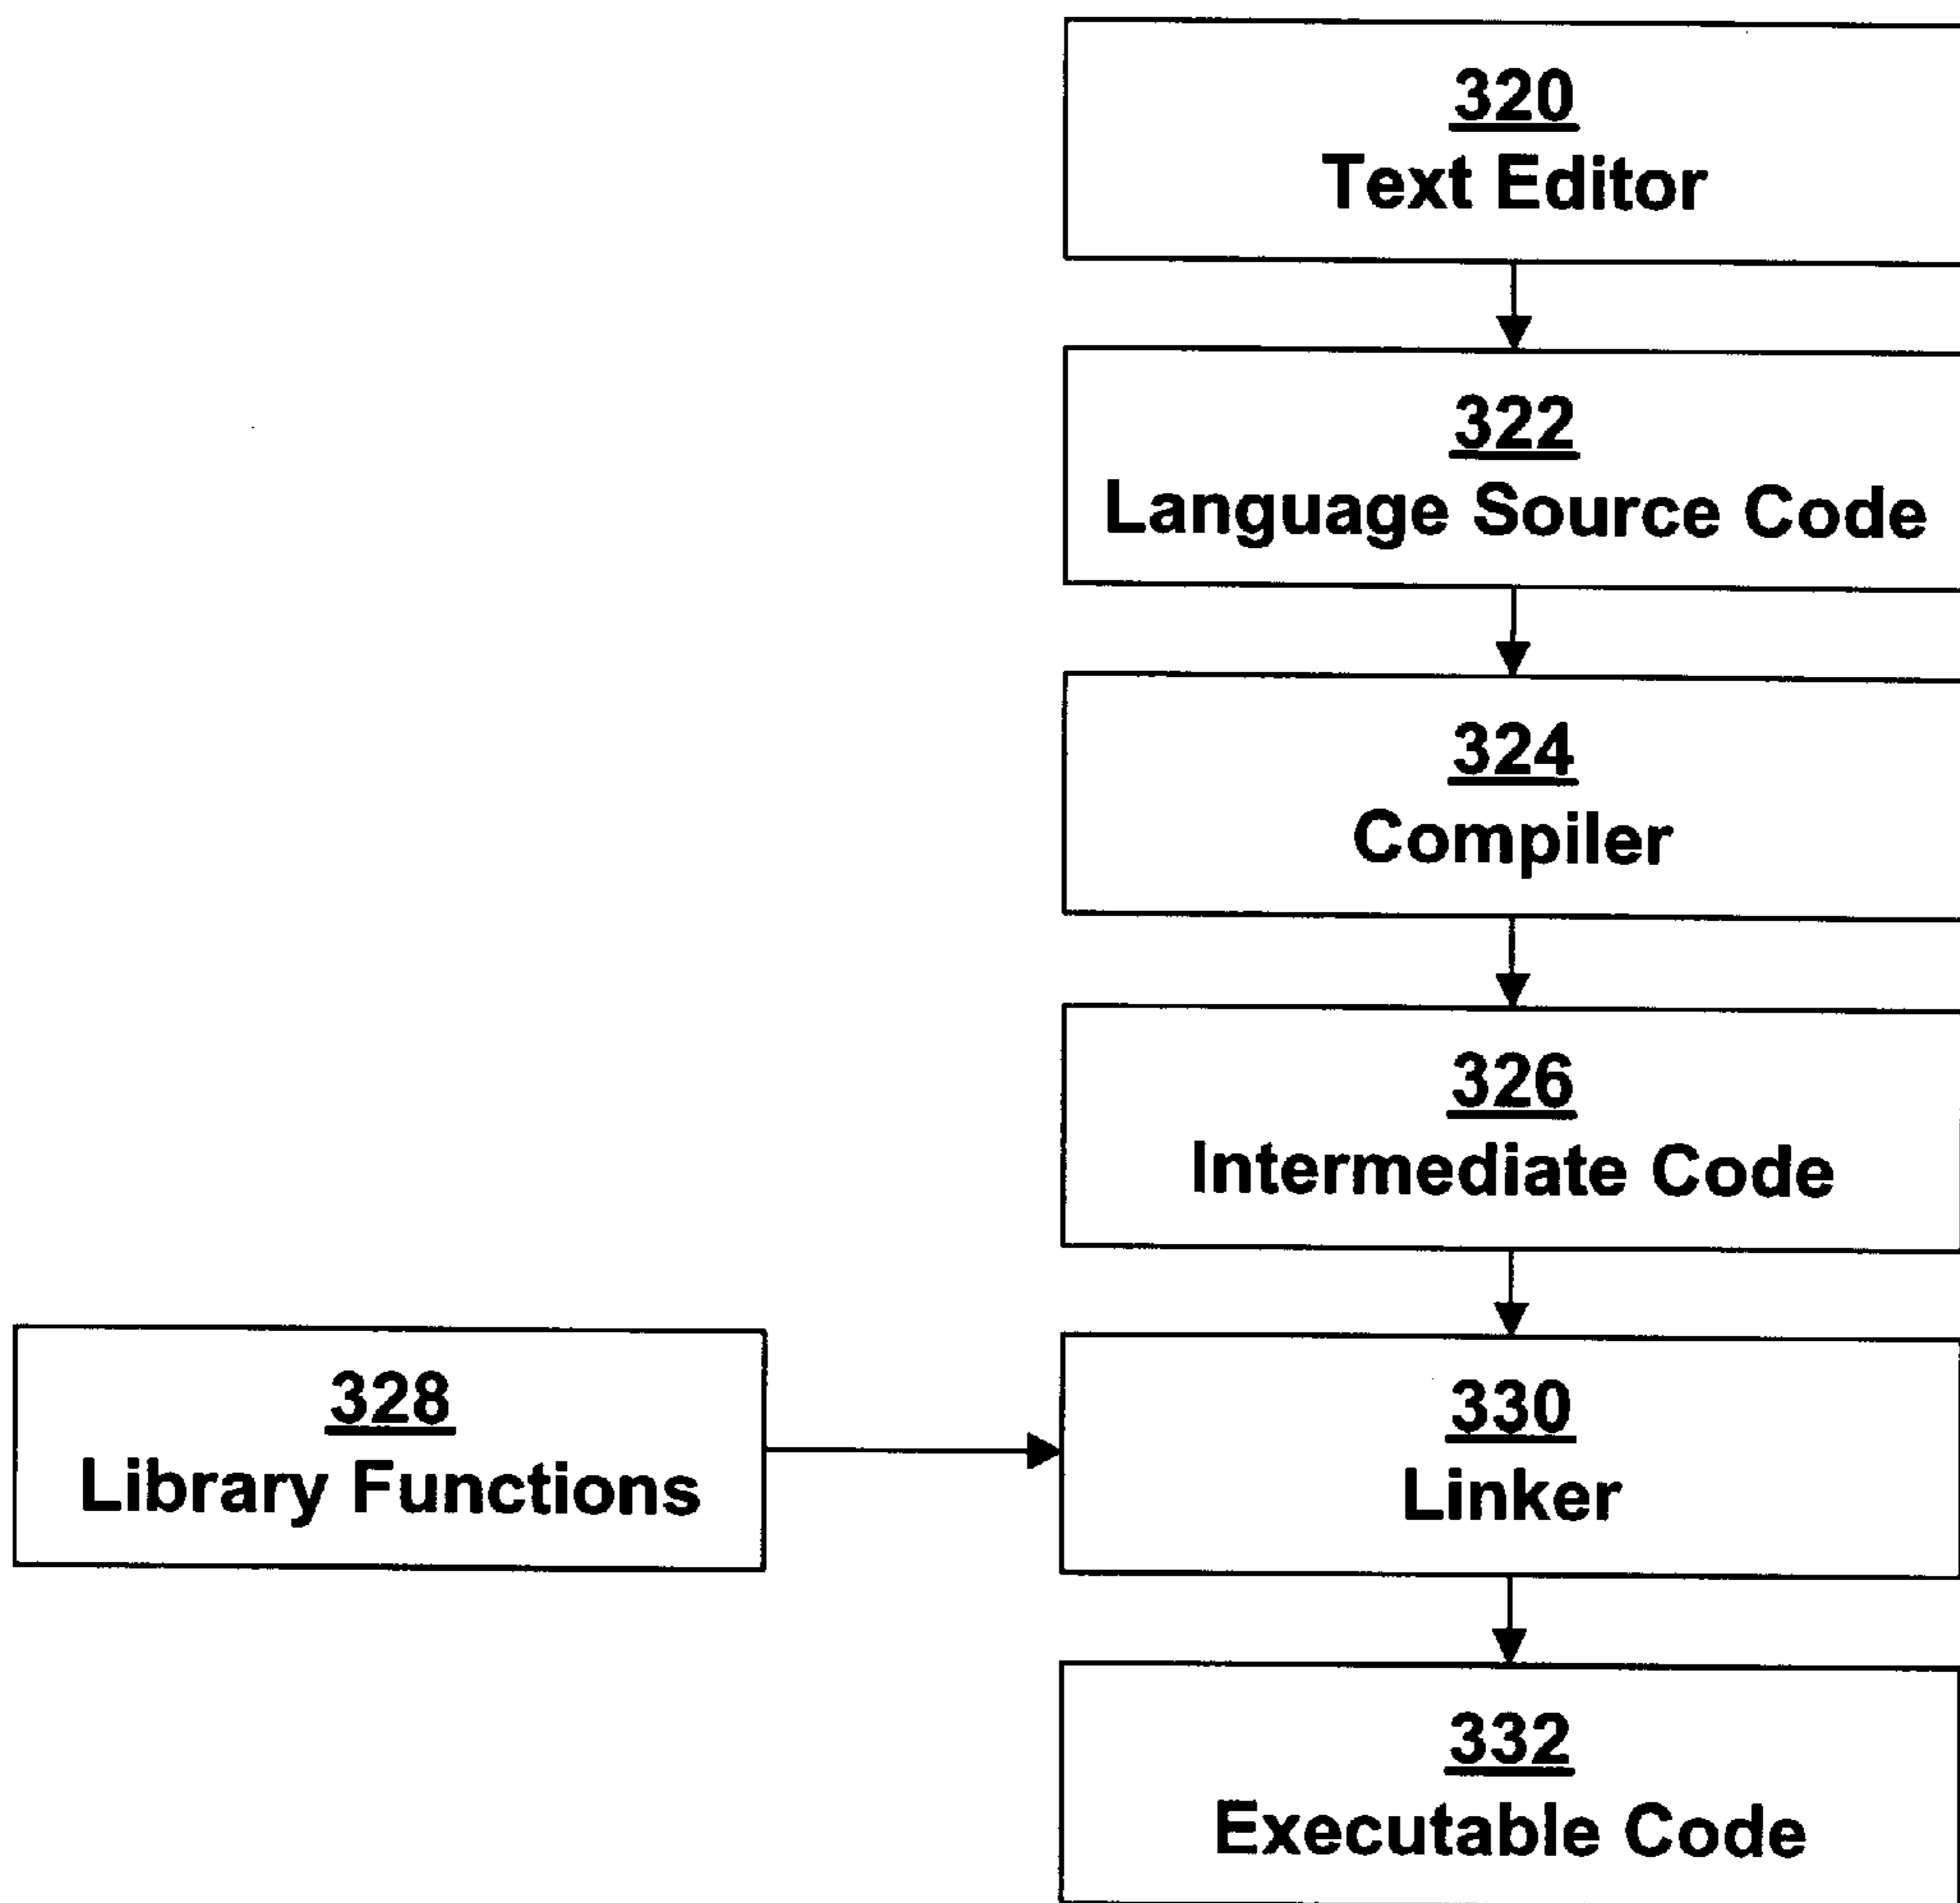 320
Text Editor
322
Language Source Code
324
Compiler
326
Intermediate Code
328
Library Functions
330
Linker
332
Executable Code